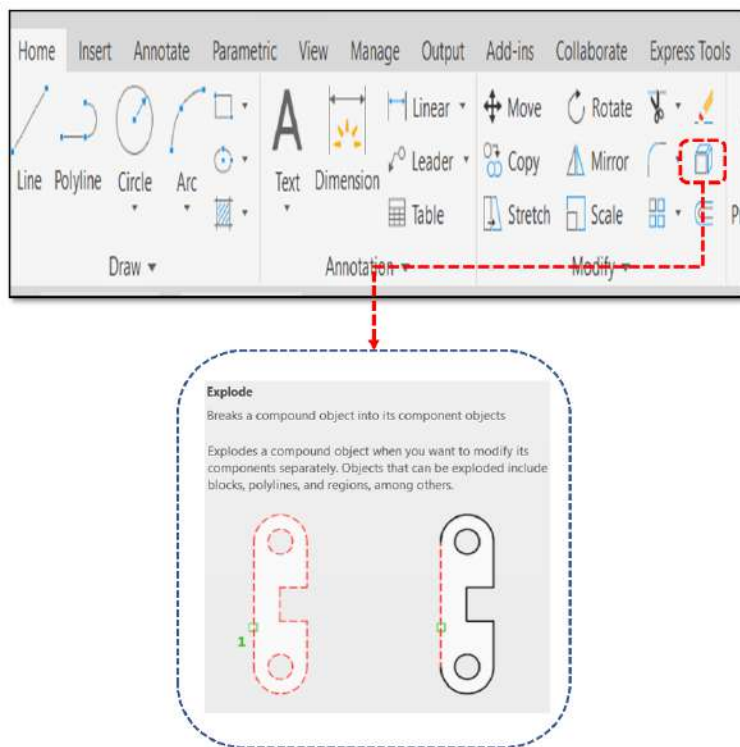 Home Insert Annotate Parametric View Manage Output Add-ins Collaborate Express Tools
Linear Move Rotate
Leader Copy Mirror
Line Polyline Circle Arc Text Dimension
Table Stretch Scale
Draw Annotation Modify
Explode
Breaks a compound object into its component objects
Explodes a compound object when you want to modify its
components separately. Objects that can be exploded include
blocks, polylines, and regions, among others.
1